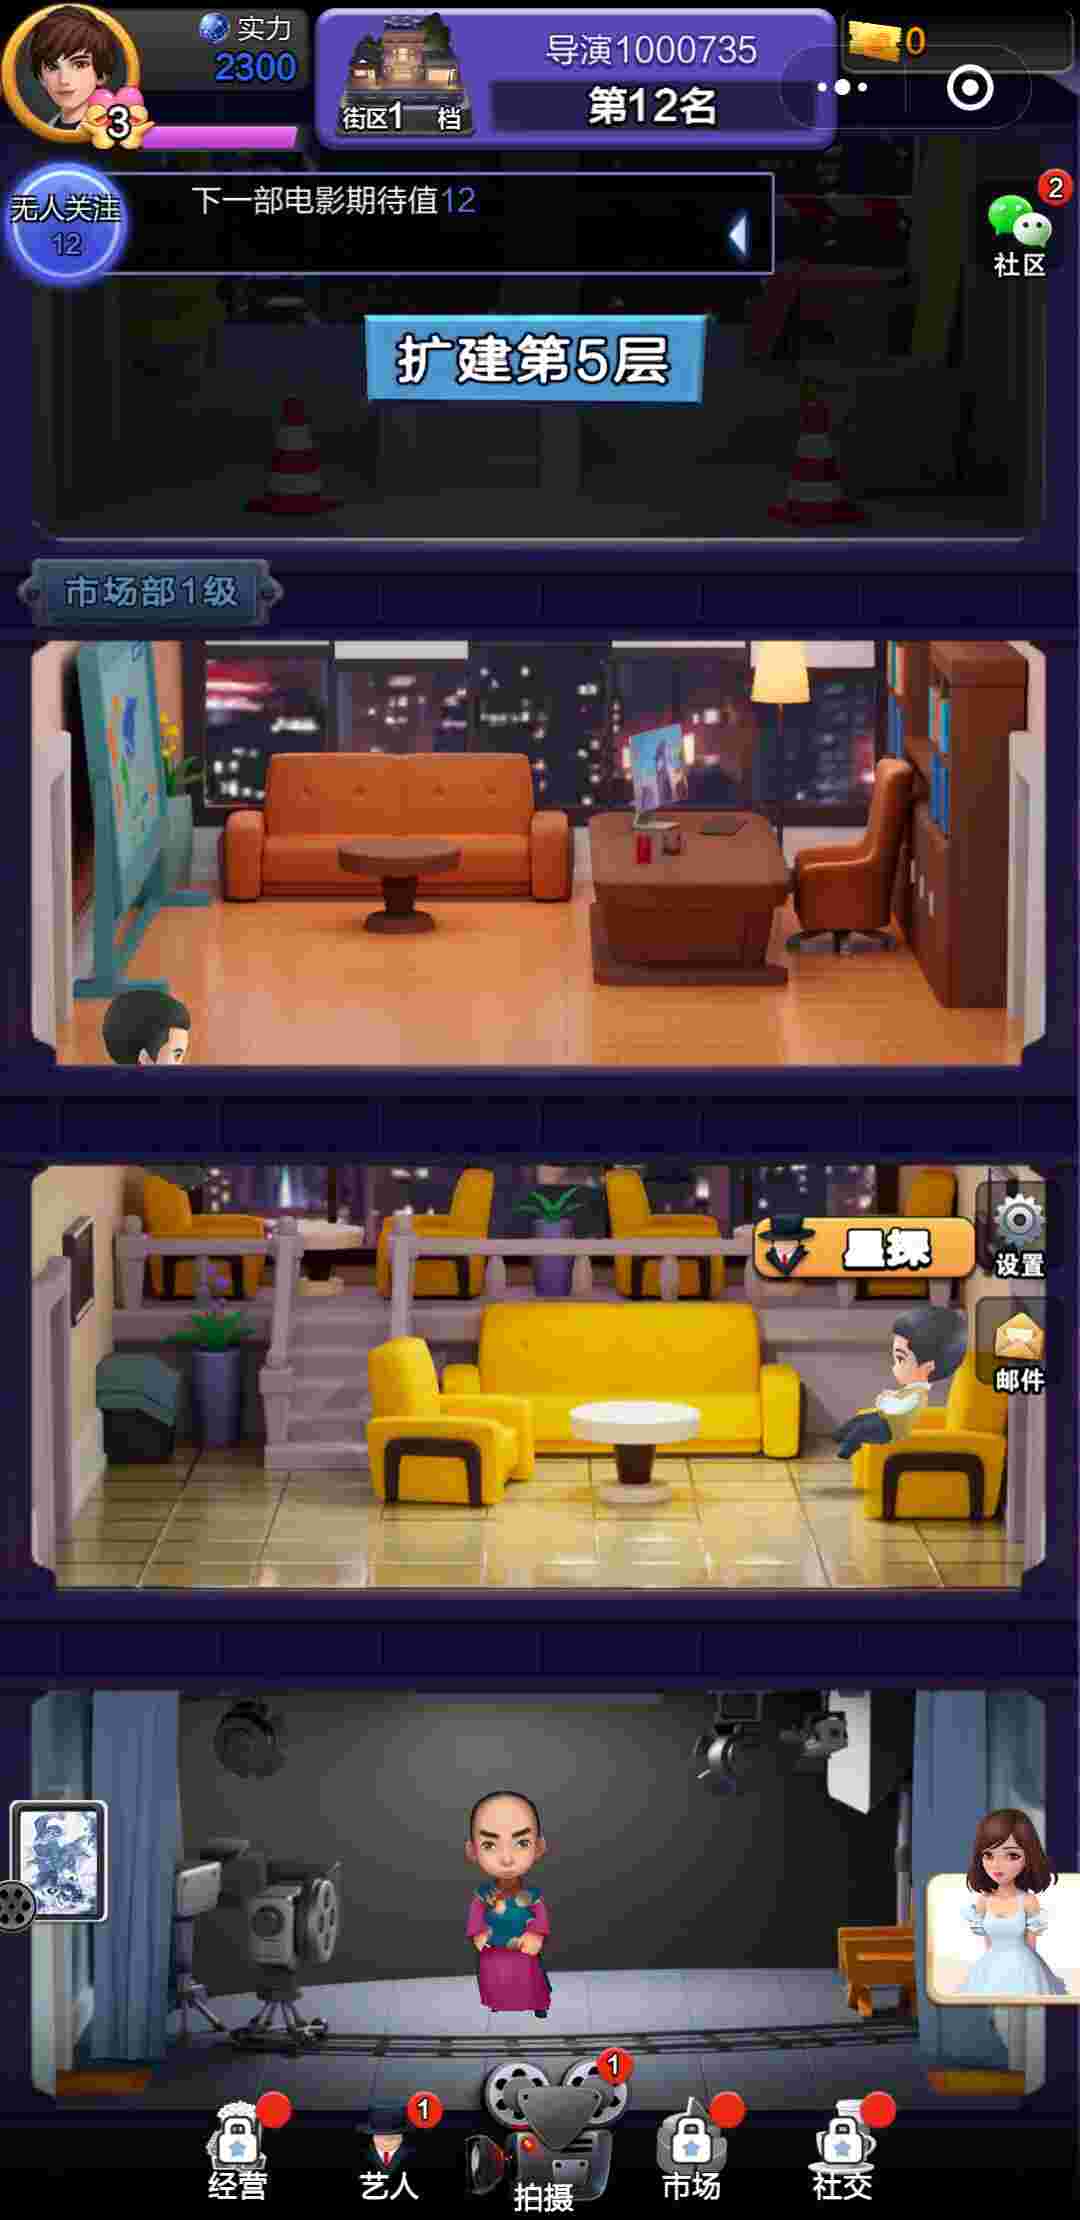 实力
2300
3
街区1 档
导演1000735
第12名
0
无人关注
12
下一部电影期待值12
2
社区
扩建第5层
市场部1级
星探
设置
邮件
1
1
经营
艺人
拍摄
市场
社交